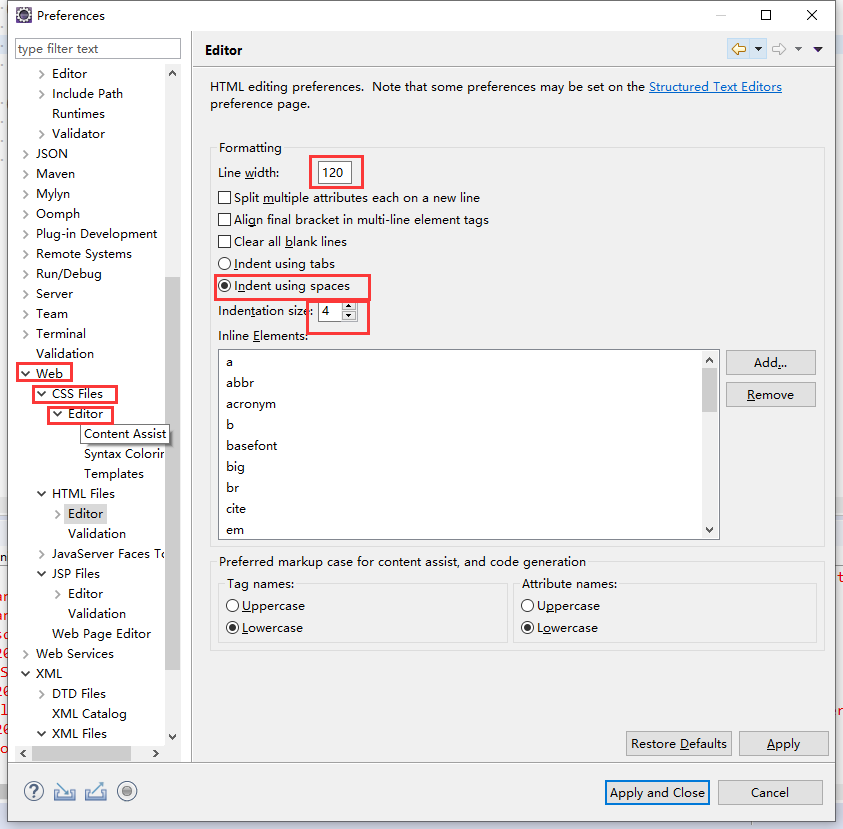 Preferences
type filter text
Editor
Include Path
Runtimes
Validator
JSON
Maven
Mylyn
Oomph
Plug-in Development
Remote Systems
Run/Debug
Server
Team
Terminal
Validation
Web
CSS Files
Editor
Content Assist
Syntax Colorin
Templates
HTML Files
Editor
Validation
JavaServer Faces To
JSP Files
Editor
Validation
Web Page Editor
Web Services
XML
DTD Files
XML Catalog
XML Files
Editor
HTML editing preferences. Note that some preferences may be set on the Structured Text Editors
preference page.
Formatting
Line width: 120
Split multiple attributes each on a new line
Align final bracket in multi-line element tags
Clear all blank lines
Indent using tabs
Indent using spaces
Indentation size: 4
Inline Elements:
a
abbr
acronym
b
basefont
big
br
cite
em
Add...
Remove
Preferred markup case for content assist, and code generation
Tag names:
Uppercase
Lowercase
Attribute names:
Uppercase
Lowercase
Restore Defaults
Apply
Apply and Close
Cancel